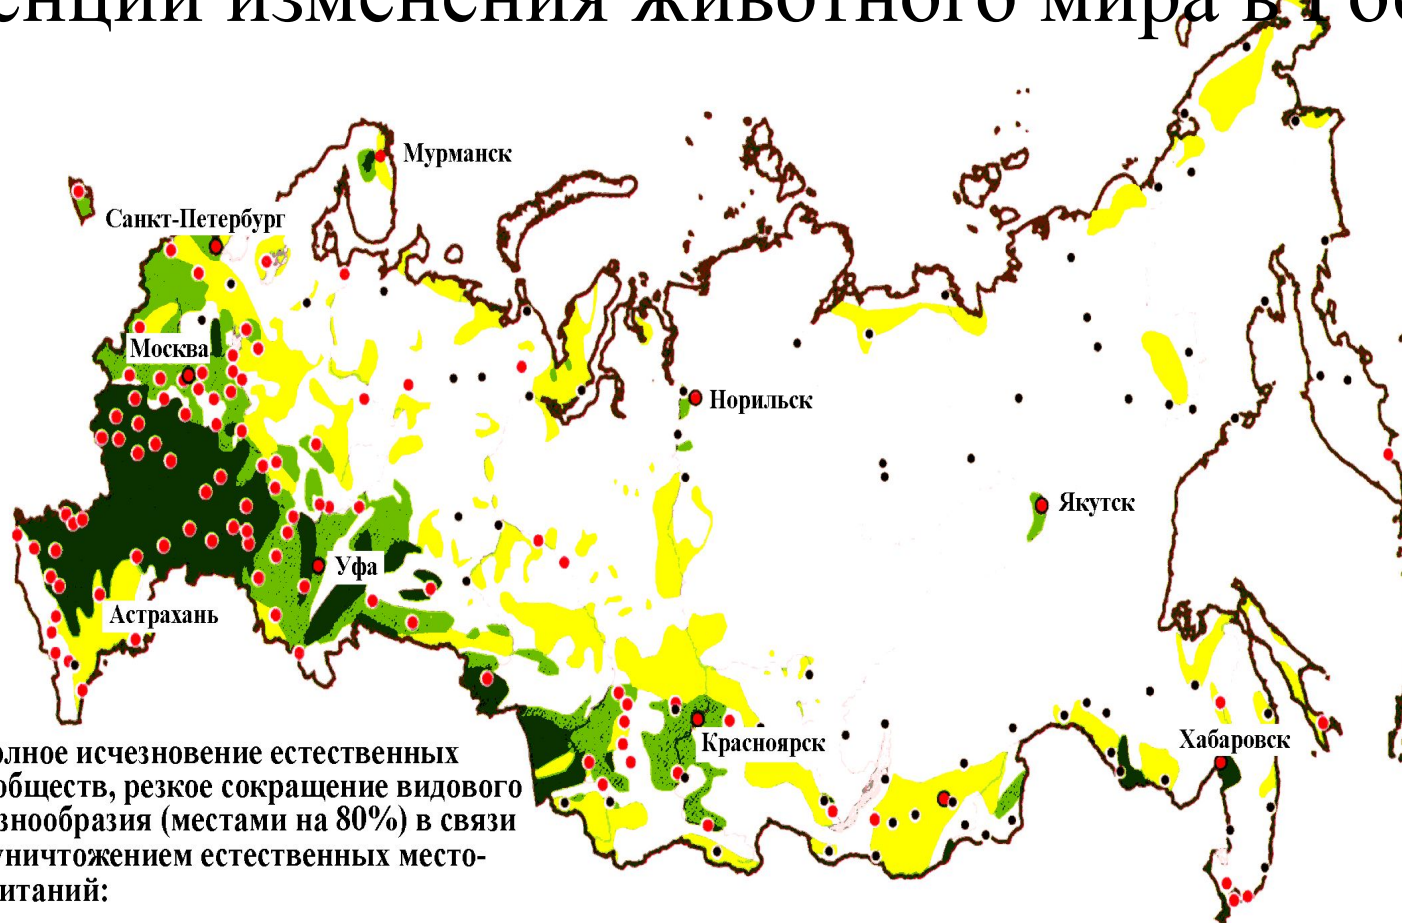 енции изменения животного мира в Рос
Мурманск
Санкт-Петербург
Москва
Норильск
Якутск
Уфа
Астрахань
Красноярск
Хабаровск
олное исчезновение естественных
обществ, резкое сокращение видового
знообразия (местами на 80%) в связи
уничтожением естественных место-
итаний: